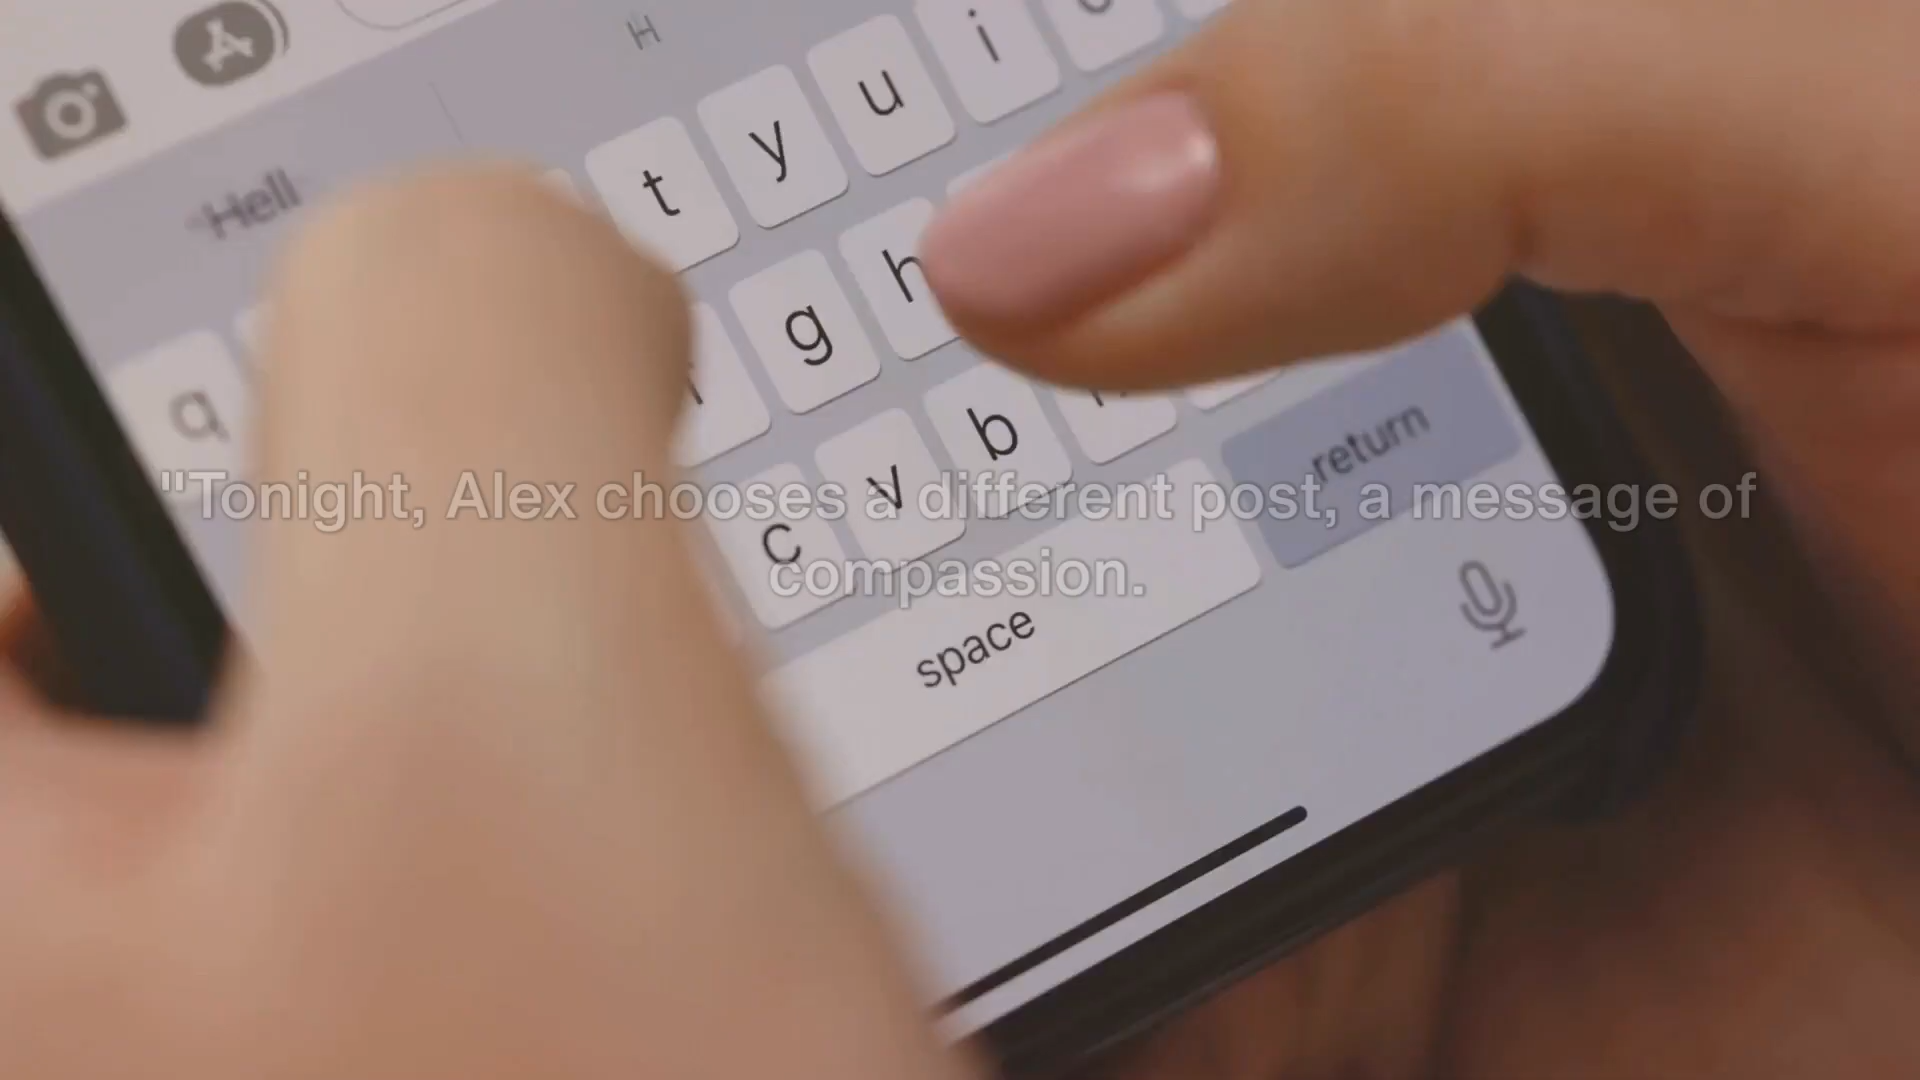 H
"Hell
t y u i
q g h
c v b return
"Tonight, Alex chooses a different post, a message of
compassion.
space